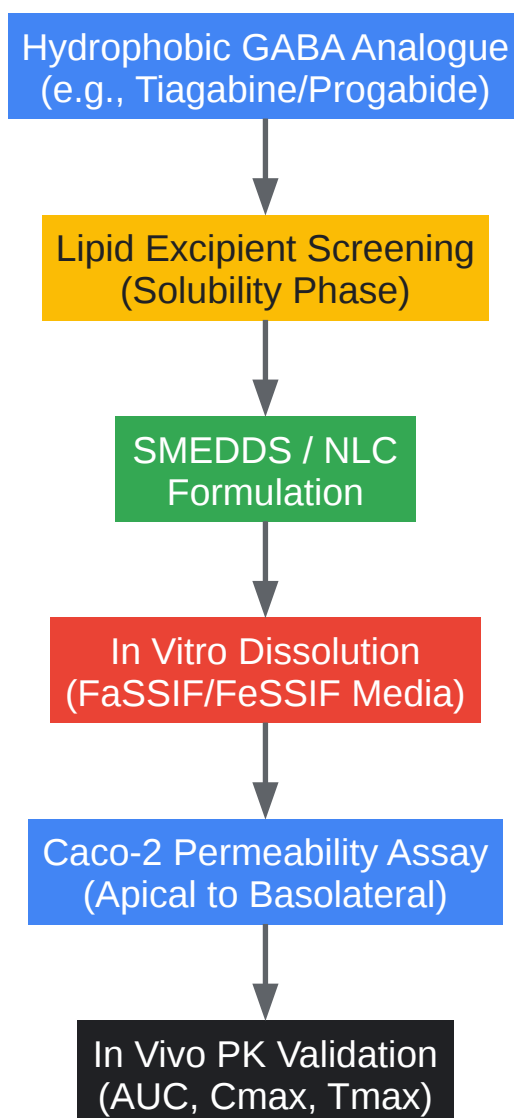 Hydrophobic GABA Analogue
(e.g., Tiagabine/Progabide)
Lipid Excipient Screening
(Solubility Phase)
SMEDDS / NLC
Formulation
In Vitro Dissolution
(FaSSIF/FeSSIF Media)
Caco-2 Permeability Assay
(Apical to Basolateral)
In Vivo PK Validation
(AUC, Cmax, Tmax)